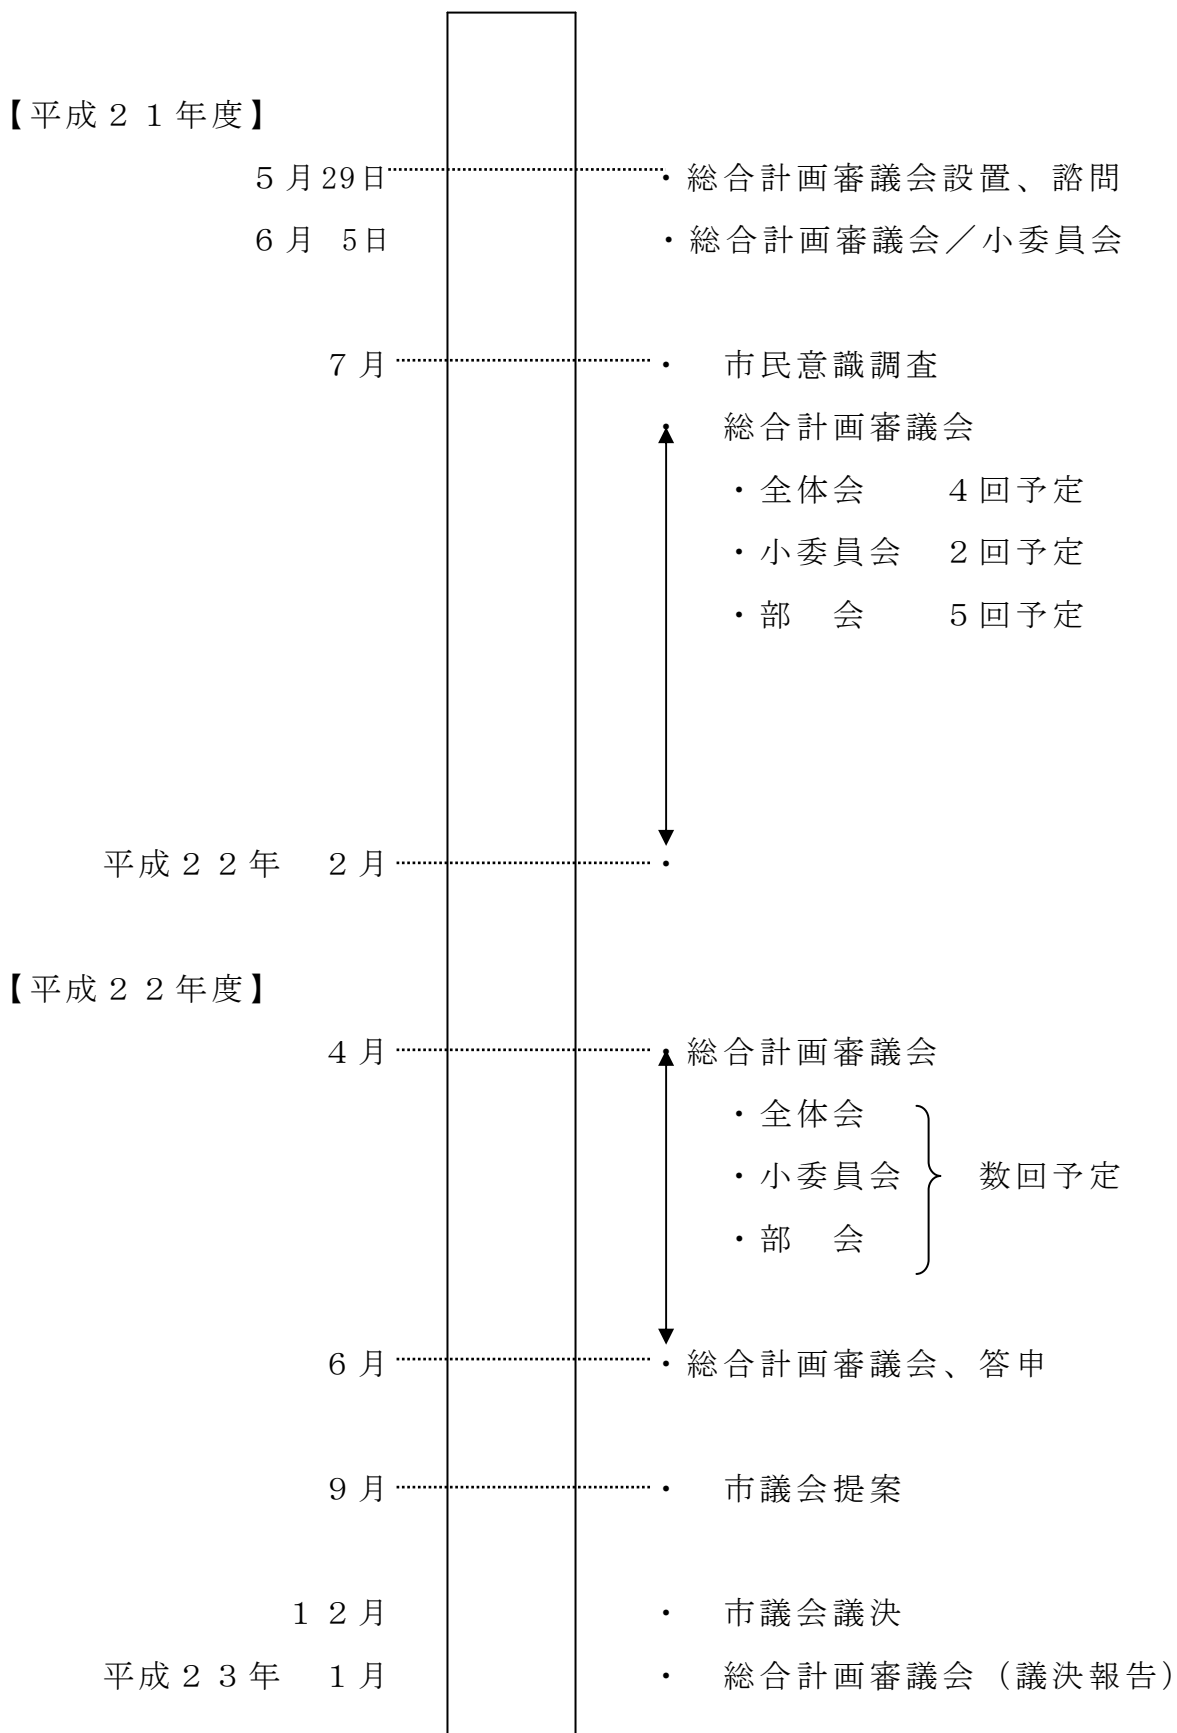 【平成２１年度】
５月29日 ・総合計画審議会設置、諮問
６月 5日 ・総合計画審議会／小委員会
７月 ・ 市民意識調査
・ 総合計画審議会
・全体会 ４回予定
・小委員会 ２回予定
・部 会 ５回予定
平成２２年 ２月 ・
【平成２２年度】
４月 ・総合計画審議会
・全体会
・小委員会 数回予定
・部 会
６月 ・総合計画審議会、答申
９月 ・ 市議会提案
１２月 ・ 市議会議決
平成２３年 １月 ・ 総合計画審議会（議決報告）